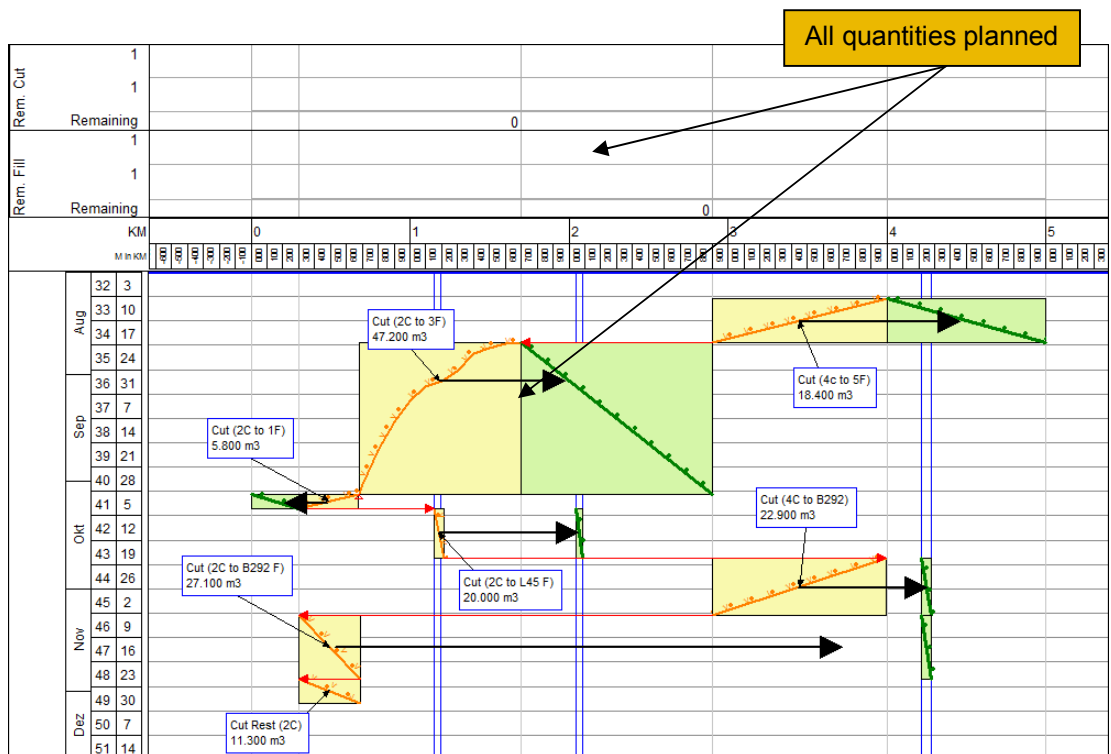 All quantities planned
Rem. Cut
1
1
Remaining
0
Rem. Fill
1
1
Remaining
0
KM
0 1 2 3 4 5
M in KM
Aug
Sep
Okt
Nov
Dez
32 3
33 10
34 17
35 24
36 31
37 7
38 14
39 21
40 28
41 5
42 12
43 19
44 26
45 2
46 9
47 16
48 23
49 30
50 7
51 14
Cut (2C to 3F)
47.200 m3
Cut (4c to 5F)
18.400 m3
Cut (2C to 1F)
5.800 m3
Cut (4C to B292)
22.900 m3
Cut (2C to B292 F)
27.100 m3
Cut (2C to L45 F)
20.000 m3
Cut Rest (2C)
11.300 m3